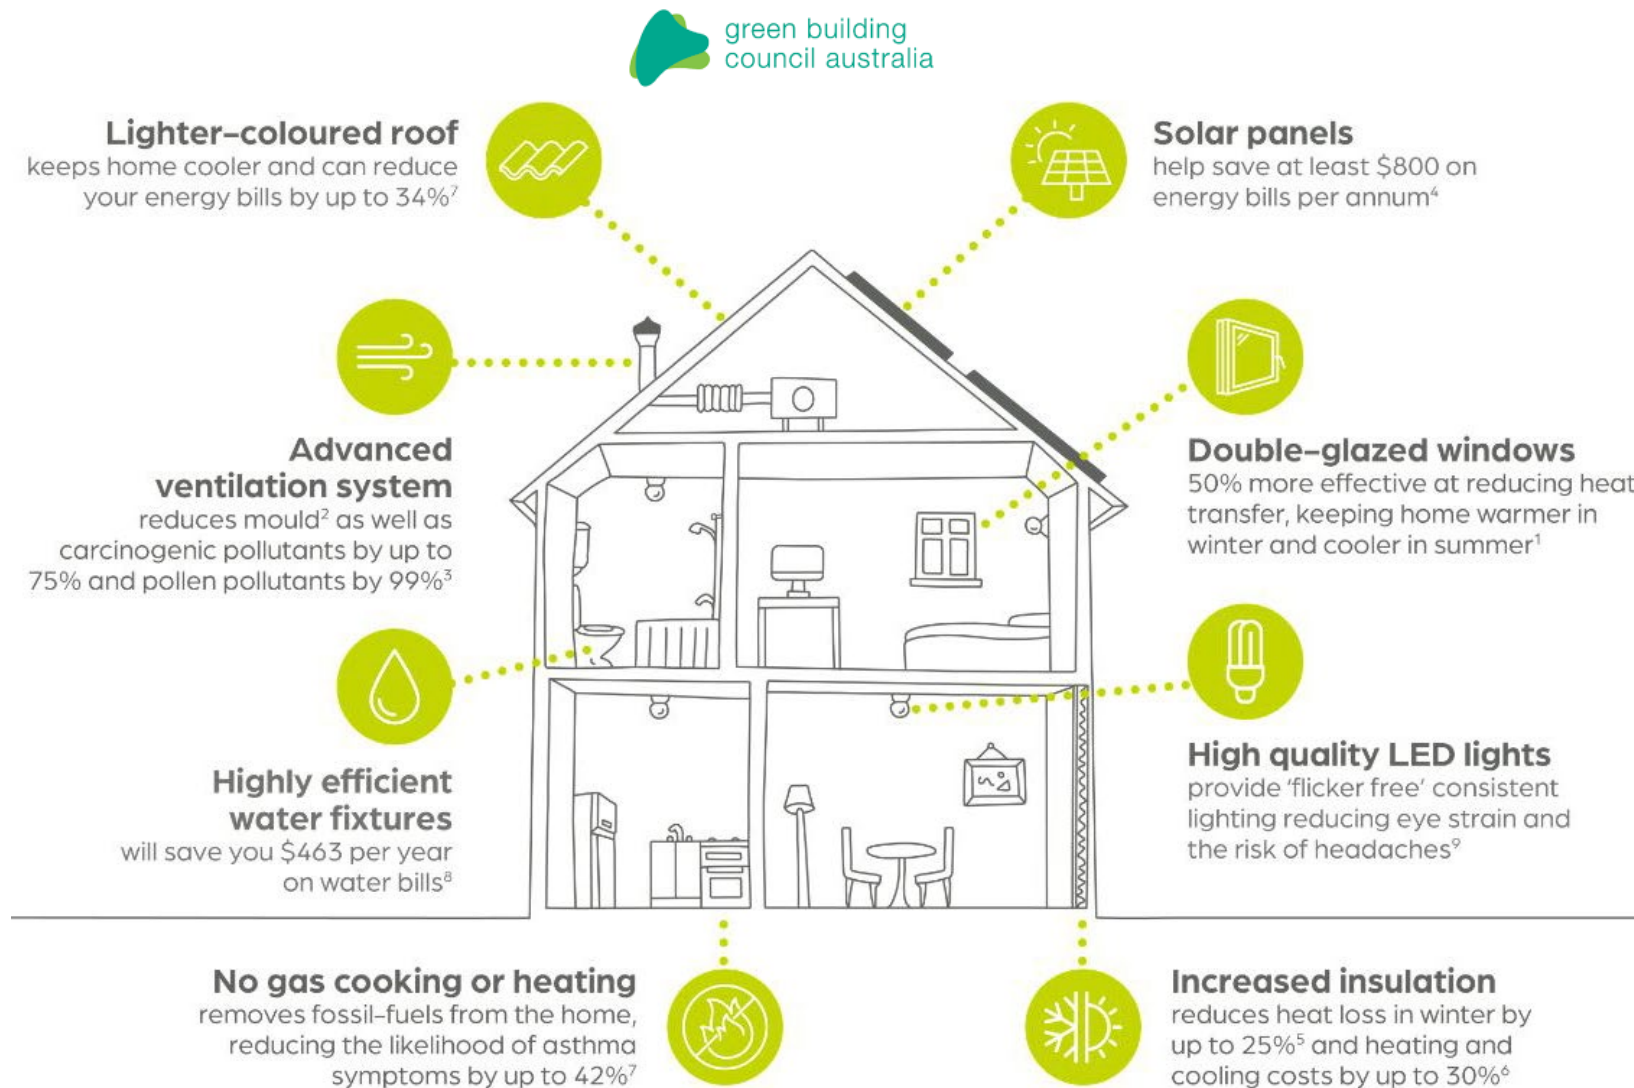 green building
council australia
Lighter-coloured roof
keeps home cooler and can reduce
your energy bills by up to 34%⁷
Solar panels
help save at least $800 on
energy bills per annum⁴
Advanced
ventilation system
reduces mould² as well as
carcinogenic pollutants by up to
75% and pollen pollutants by 99%³
Double-glazed windows
50% more effective at reducing heat
transfer, keeping home warmer in
winter and cooler in summer¹
Highly efficient
water fixtures
will save you $463 per year
on water bills⁸
High quality LED lights
provide ‘flicker free’ consistent
lighting reducing eye strain and
the risk of headaches⁹
No gas cooking or heating
removes fossil-fuels from the home,
reducing the likelihood of asthma
symptoms by up to 42%⁷
Increased insulation
reduces heat loss in winter by
up to 25%⁵ and heating and
cooling costs by up to 30%⁶